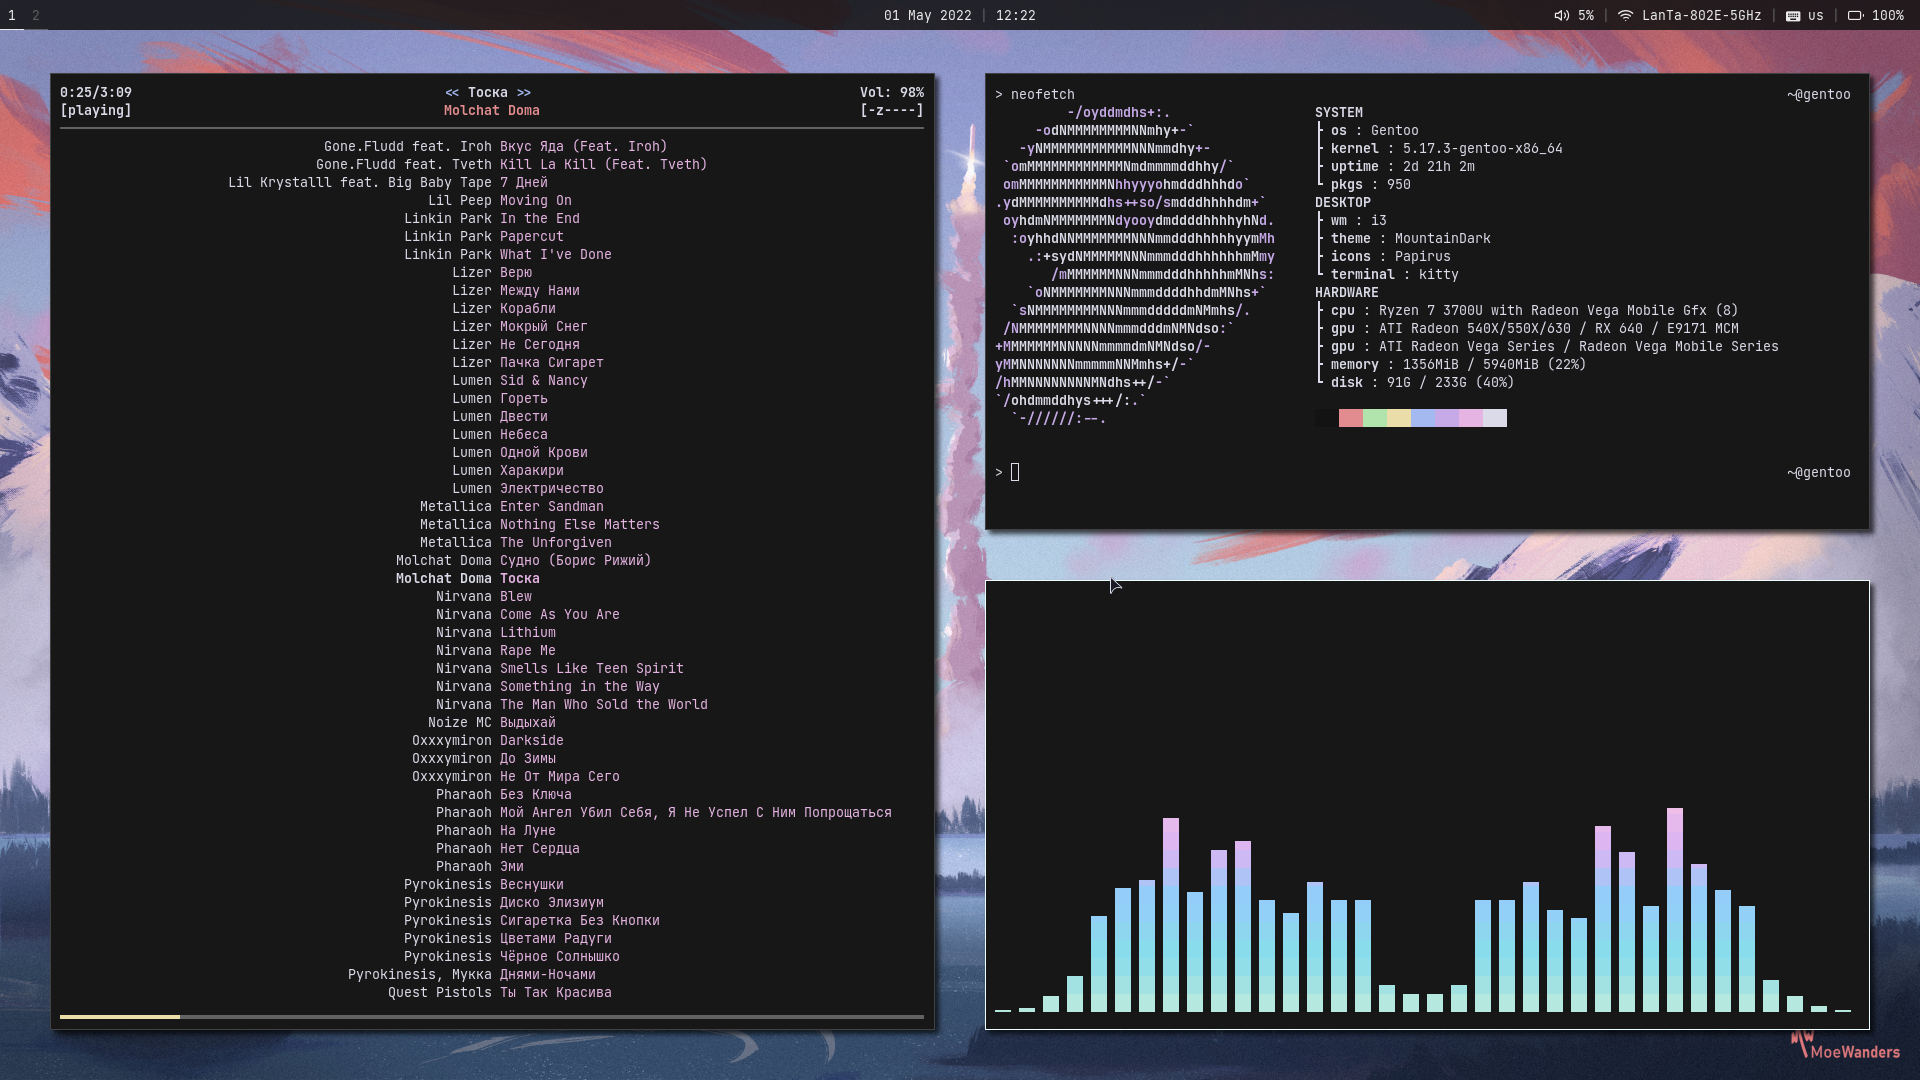 1 2
01 May 2022 | 12:22
5% | LanTa-802E-5GHz | us | 100%
0:25/3:09 << Тоска >> Vol: 98%
[playing] Molchat Doma [-z----]
Gone.Fludd feat. Iroh Вкус Яда (Feat. Iroh)
Gone.Fludd feat. Tveth Kill La Kill (Feat. Tveth)
Lil Krystalll feat. Big Baby Tape 7 Дней
Lil Peep Moving On
Linkin Park In the End
Linkin Park Papercut
Linkin Park What I've Done
Lizer Верю
Lizer Между Нами
Lizer Корабли
Lizer Мокрый Снег
Lizer Не Сегодня
Lizer Пачка Сигарет
Lumen Sid & Nancy
Lumen Гореть
Lumen Двести
Lumen Небеса
Lumen Одной Крови
Lumen Харакири
Lumen Электричество
Metallica Enter Sandman
Metallica Nothing Else Matters
Metallica The Unforgiven
Molchat Doma Судно (Борис Рижий)
Molchat Doma Тоска
Nirvana Blew
Nirvana Come As You Are
Nirvana Lithium
Nirvana Rape Me
Nirvana Smells Like Teen Spirit
Nirvana Something in the Way
Nirvana The Man Who Sold the World
Noize MC Выдыхай
Oxxxymiron Darkside
Oxxxymiron До Зимы
Oxxxymiron Не От Мира Сего
Pharaoh Без Ключа
Pharaoh Мой Ангел Убил Себя, Я Не Успел С Ним Попрощаться
Pharaoh На Луне
Pharaoh Нет Сердца
Pharaoh Эми
Pyrokinesis Веснушки
Pyrokinesis Диско Элизиум
Pyrokinesis Сигаретка Без Кнопки
Pyrokinesis Цветами Радуги
Pyrokinesis Чёрное Солнышко
Pyrokinesis, Мукка Днями-Ночами
Quest Pistols Ты Так Красива
> neofetch ~@gentoo
-/oyddmdhs+:.
-odNMMMMMMMMNNmhy+-`
-yNMMMMMMMMMMMNNNmmdhy+-
`omMMMMMMMMMMMMNmdmmmmddhhy/`
omMMMMMMMMMMMNhhyyyohmdddhhhdo`
.ydMMMMMMMMMMdhs++so/smdddhhhhdm+`
oyhdmNMMMMMMMNdyooydmddddhhhhyhNd.
:oyhhdNNMMMMMMMNNNmmdddhhhhhyymMh
.:+sydNMMMMMNNNmmmdddhhhhhhmMmy
/mMMMMMMNNNmmmdddhhhhhmMNhs:
`oNMMMMMMMNNNmmmddddhhdmMNhs+`
`sNMMMMMMMMNNNmmmdddddmNMmhs/.
/NMMMMMMMMNNNNmmmdddmNMNdso:`
+MMMMMMMNNNNNmmmmdmNMNdso/-
yMMNNNNNNNmmmmmNNMmhs+/-`
/hMMNNNNNNNNMNdhs++/-`
`/ohdmmddhys+++/:.`
`-//////:--.
SYSTEM
os : Gentoo
kernel : 5.17.3-gentoo-x86_64
uptime : 2d 21h 2m
pkgs : 950
DESKTOP
wm : i3
theme : MountainDark
icons : Papirus
terminal : kitty
HARDWARE
cpu : Ryzen 7 3700U with Radeon Vega Mobile Gfx (8)
gpu : ATI Radeon 540X/550X/630 / RX 640 / E9171 MCM
gpu : ATI Radeon Vega Series / Radeon Vega Mobile Series
memory : 1356MiB / 5940MiB (22%)
disk : 91G / 233G (40%)
> ~@gentoo
MoeWanders